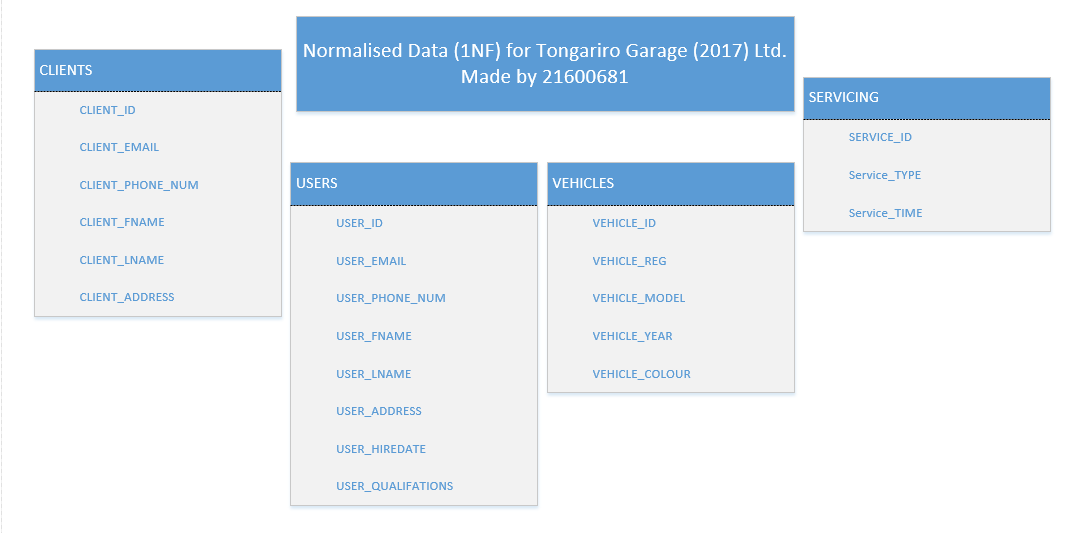 Normalised Data (1NF) for Tongariro Garage (2017) Ltd.
Made by 21600681
CLIENTS
CLIENT_ID
CLIENT_EMAIL
CLIENT_PHONE_NUM
CLIENT_FNAME
CLIENT_LNAME
CLIENT_ADDRESS
USERS
USER_ID
USER_EMAIL
USER_PHONE_NUM
USER_FNAME
USER_LNAME
USER_ADDRESS
USER_HIREDATE
USER_QUALIFATIONS
VEHICLES
VEHICLE_ID
VEHICLE_REG
VEHICLE_MODEL
VEHICLE_YEAR
VEHICLE_COLOUR
SERVICING
SERVICE_ID
Service_TYPE
Service_TIME